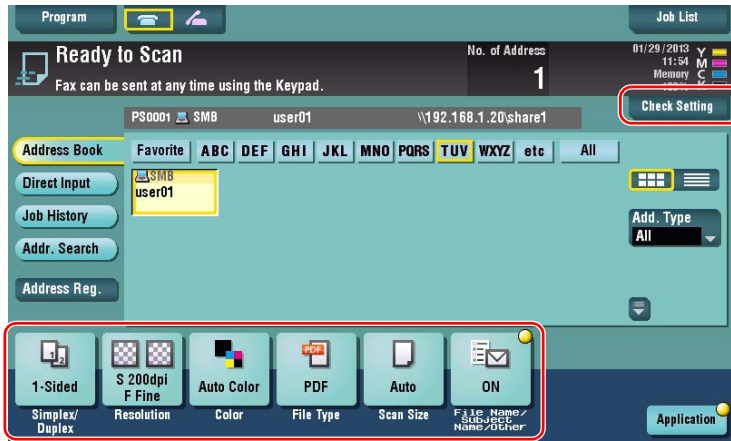 Program
Job List
Ready to Scan
No. of Address
01/29/2013
Y
11:54
M
1
Memory
C
Fax can be sent at any time using the Keypad.
100%
K
Check Setting
PS0001 SMB user01 \\192.168.1.20\share1
Address Book
Favorite ABC DEF GHI JKL MNO PQRS TUV WXYZ etc All
SMB
user01
Direct Input
Job History
Add. Type
All
Addr. Search
Address Reg.
1 2
PDF
1-Sided
S 200dpi
F Fine
Auto Color
PDF
Auto
ON
Simplex/
Duplex
Resolution
Color
File Type
Scan Size
File Name/
Subject
Name/Other
Application